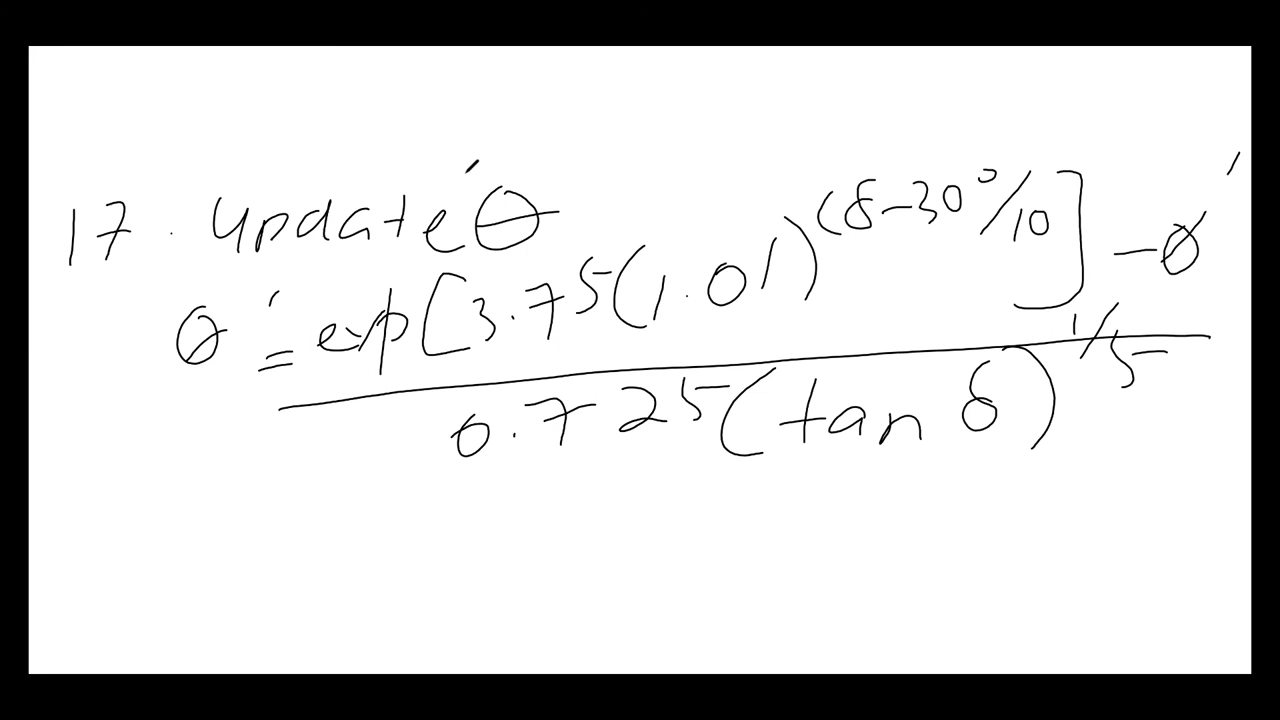 17. Update θ′
θ′ = exp[3.75(1.01)^((δ-30°/10] - φ′
0.725(tan δ)^(1/5)